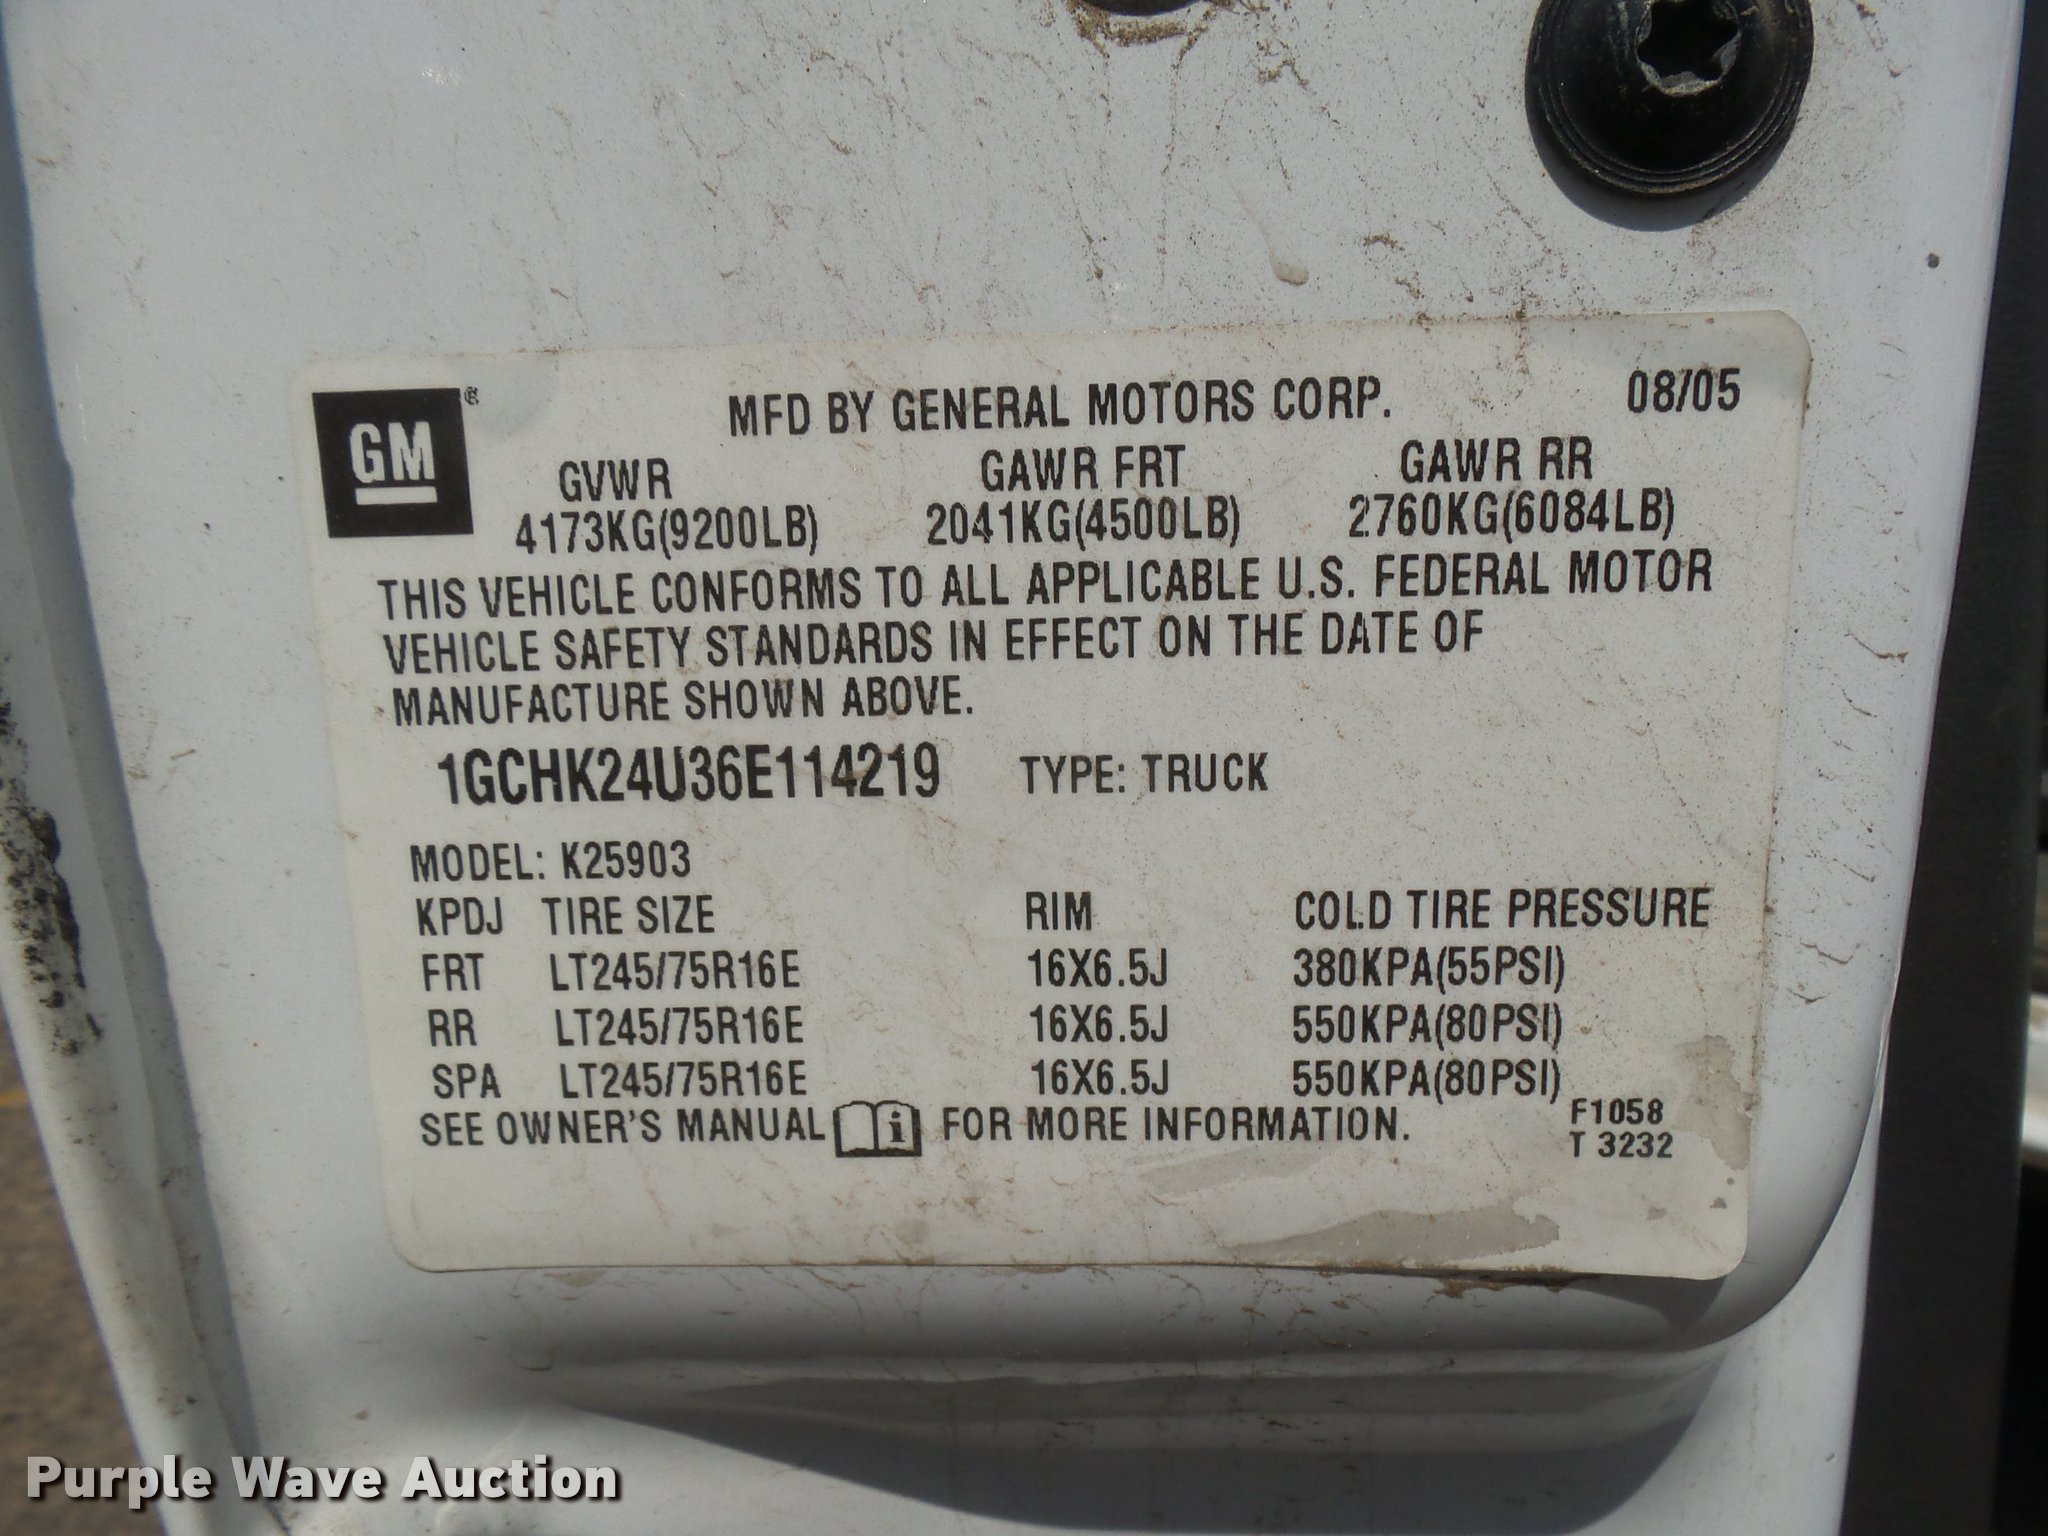 GM ®
MFD BY GENERAL MOTORS CORP. 08/05
GVWR GAWR FRT GAWR RR
4173KG(9200LB) 2041KG(4500LB) 2760KG(6084LB)
THIS VEHICLE CONFORMS TO ALL APPLICABLE U.S. FEDERAL MOTOR
VEHICLE SAFETY STANDARDS IN EFFECT ON THE DATE OF
MANUFACTURE SHOWN ABOVE.
1GCHK24U36E114219 TYPE: TRUCK
MODEL: K25903
KPDJ TIRE SIZE RIM COLD TIRE PRESSURE
FRT LT245/75R16E 16X6.5J 380KPA(55PSI)
RR LT245/75R16E 16X6.5J 550KPA(80PSI)
SPA LT245/75R16E 16X6.5J 550KPA(80PSI)
SEE OWNER'S MANUAL i FOR MORE INFORMATION.
F1058
T 3232
Purple Wave Auction